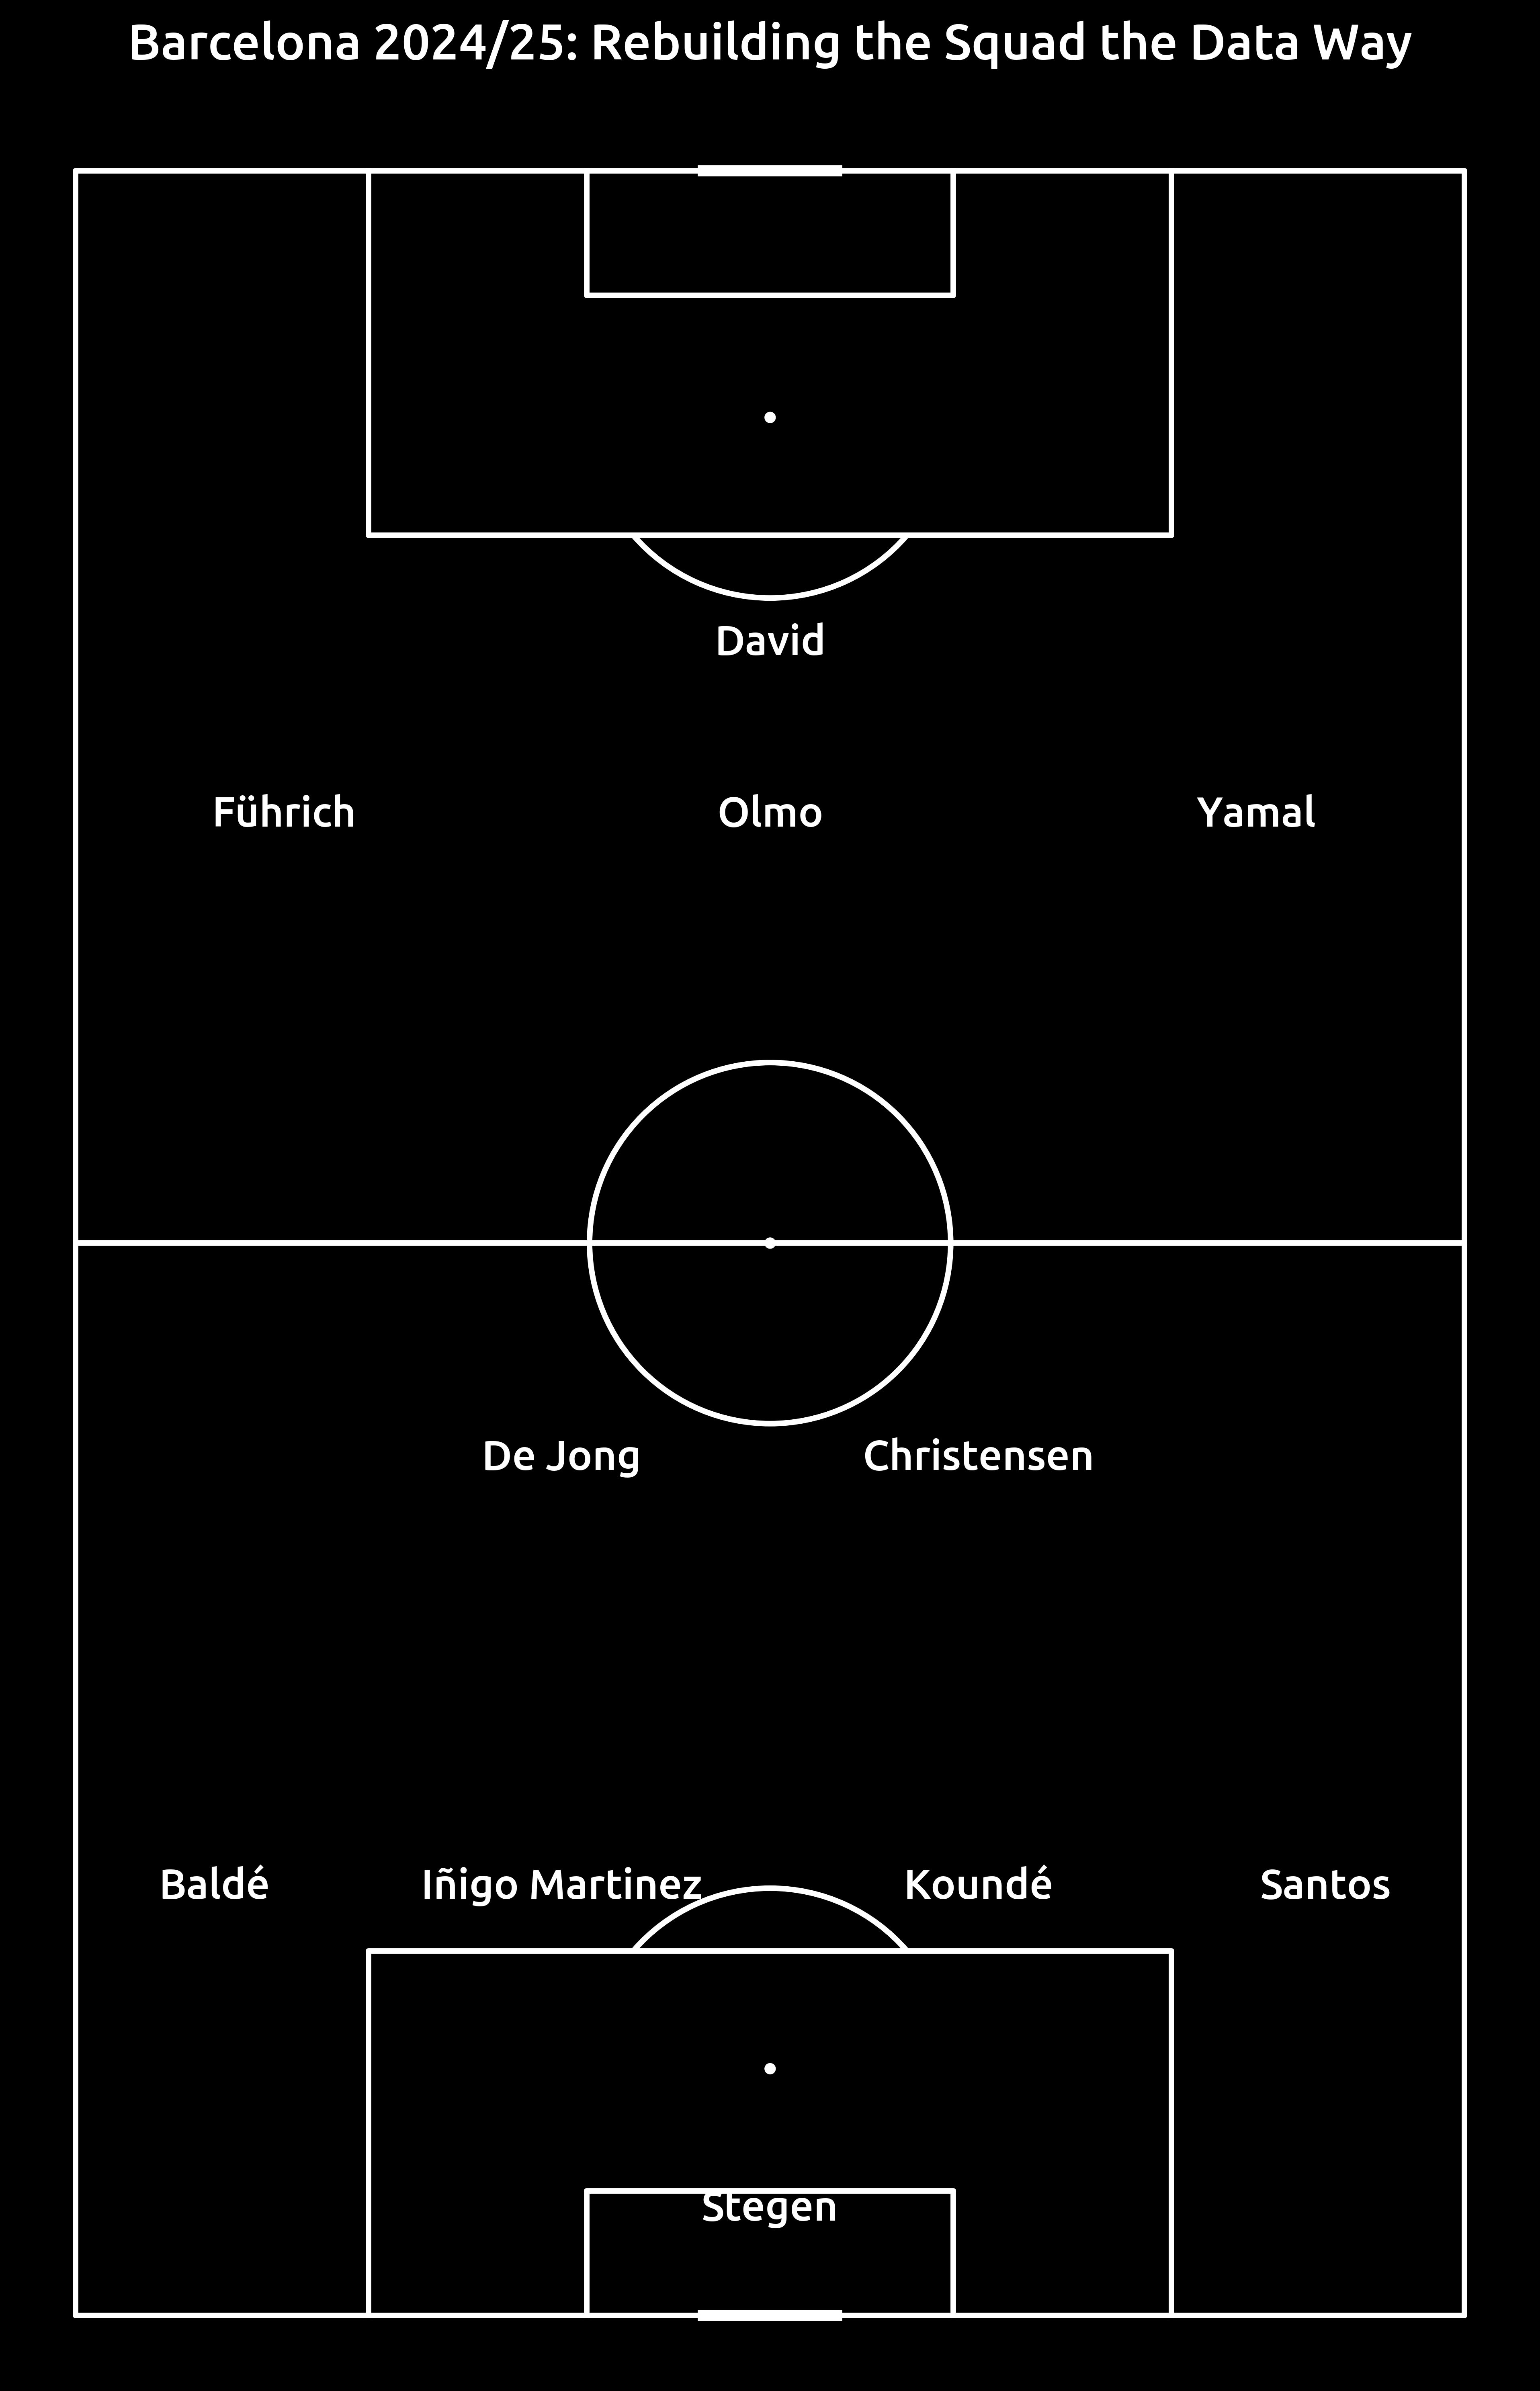 Barcelona 2024/25: Rebuilding the Squad the Data Way
David
Führich Olmo Yamal
De Jong Christensen
Baldé Iñigo Martinez Koundé Santos
Stegen